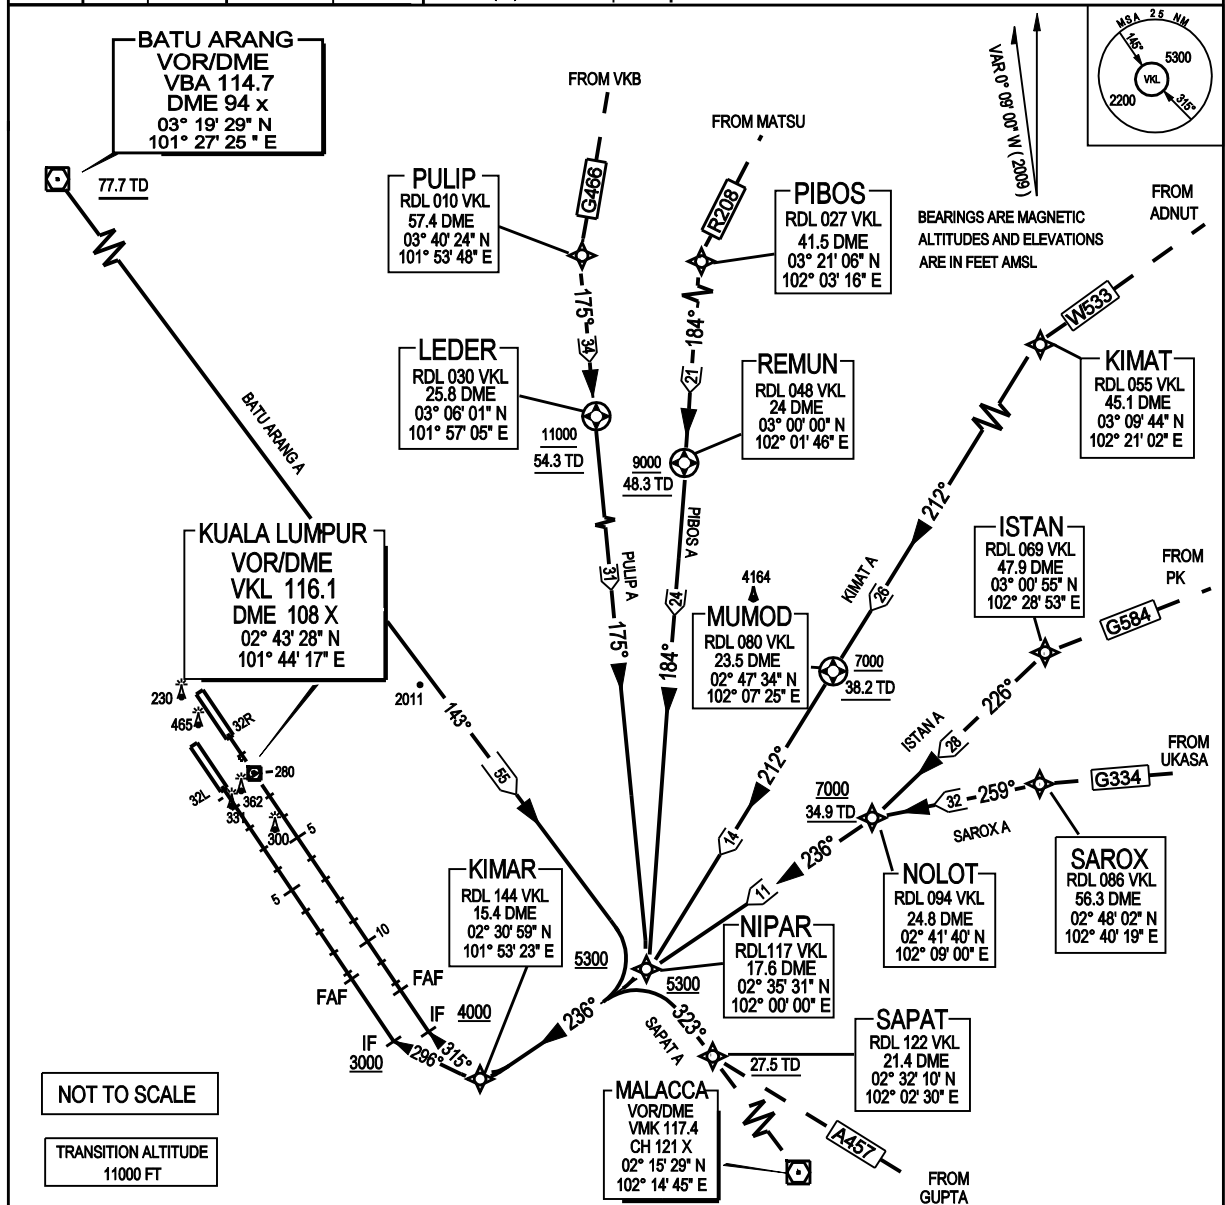 BATU ARANG
VOR/DME
VBA 114.7
DME 94 x
03° 19' 29" N
101° 27' 25 " E
77.7 TD
FROM VKB
G466
FROM MATSU
R208
VAR 0° 09' 00" W ( 2009 )
MSA 25 NM
145°
5300
VKL
2200
315°
PULIP
RDL 010 VKL
57.4 DME
03° 40' 24" N
101° 53' 48" E
PIBOS
RDL 027 VKL
41.5 DME
03° 21' 06" N
102° 03' 16" E
BEARINGS ARE MAGNETIC
ALTITUDES AND ELEVATIONS
ARE IN FEET AMSL
FROM
ADNUT
W533
175°
34
184°
21
LEDER
RDL 030 VKL
25.8 DME
03° 06' 01" N
101° 57' 05" E
11000
54.3 TD
REMUN
RDL 048 VKL
24 DME
03° 00' 00" N
102° 01' 46" E
9000
48.3 TD
KIMAT
RDL 055 VKL
45.1 DME
03° 09' 44" N
102° 21' 02" E
BATU ARANG A
212°
KUALA LUMPUR
VOR/DME
VKL 116.1
DME 108 X
02° 43' 28" N
101° 44' 17" E
PIBOS A
PULIP A
31
24
175°
184°
KIMAT A
26
ISTAN
RDL 069 VKL
47.9 DME
03° 00' 55" N
102° 28' 53" E
FROM
PK
G584
4164
MUMOD
RDL 080 VKL
23.5 DME
02° 47' 34" N
102° 07' 25" E
7000
38.2 TD
226°
ISTAN A
28
230
465
32R
2011
143°
55
280
32L
331
362
300
5
5
10
212°
14
7000
34.9 TD
32
259°
SAROX A
G334
FROM
UKASA
236°
11
NOLOT
RDL 094 VKL
24.8 DME
02° 41' 40" N
102° 09' 00" E
SAROX
RDL 086 VKL
56.3 DME
02° 48' 02" N
102° 40' 19" E
KIMAR
RDL 144 VKL
15.4 DME
02° 30' 59" N
101° 53' 23" E
5300
NIPAR
RDL117 VKL
17.6 DME
02° 35' 31" N
102° 00' 00" E
5300
FAF
FAF
IF
4000
IF
3000
296°
315°
236°
323°
SAPAT A
SAPAT
RDL 122 VKL
21.4 DME
02° 32' 10" N
102° 02' 30" E
27.5 TD
MALACCA
VOR/DME
VMK 117.4
CH 121 X
02° 15' 29" N
102° 14' 45" E
A457
FROM
GUPTA
NOT TO SCALE
TRANSITION ALTITUDE
11000 FT